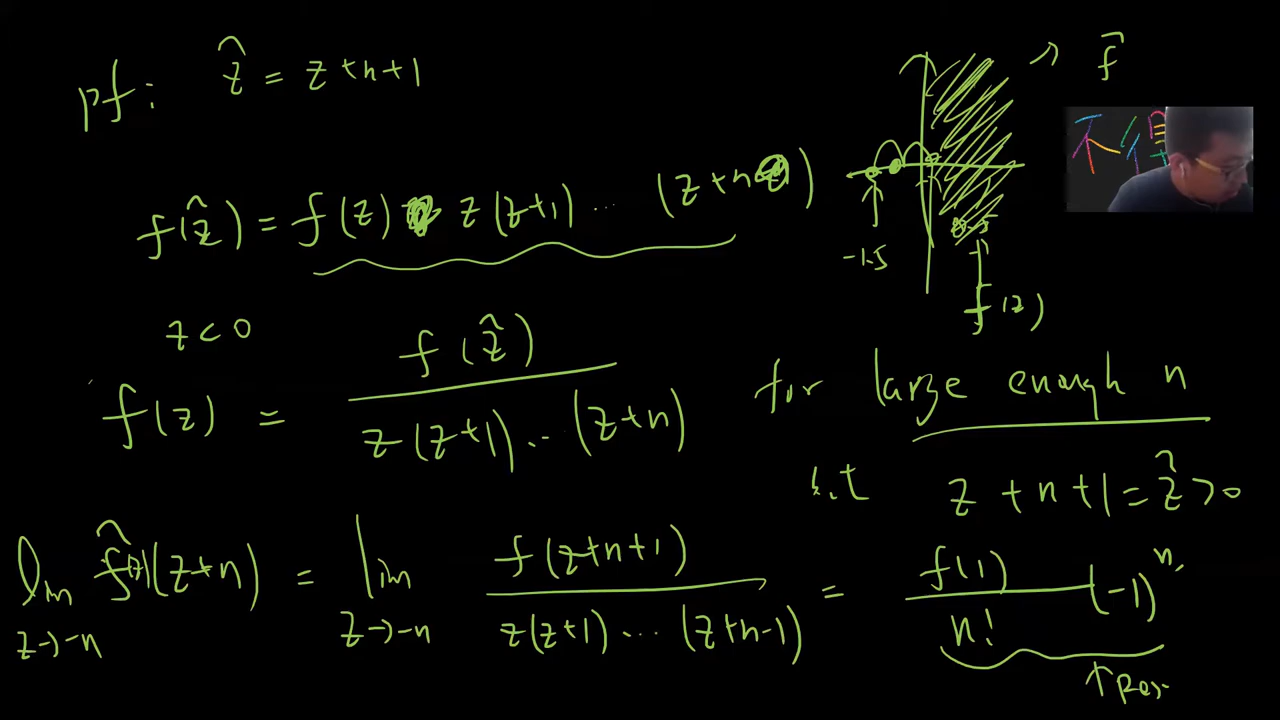 pf: ẑ = z+n+1
f̂
f(ẑ) = f(z) z(z+1) ... (z+n)
-1.5
f(z)
z<0
f(z) = f(ẑ) / z(z+1)...(z+n) for large enough n
s.t z+n+1=ẑ>0
lim z→-n f̂(z)(z+n) = lim z→-n f(z+n+1) / z(z+1)...(z+n-1) = f(1) / n! (-1)^n
↑Res
不